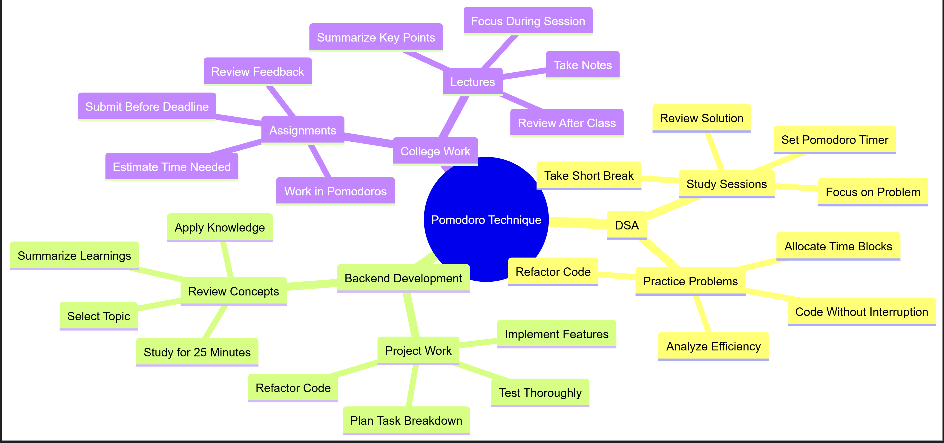 Focus During Session
Summarize Key Points
Take Notes
Lectures
Review After Class
Review Feedback
Submit Before Deadline
Assignments
Estimate Time Needed
Work in Pomodoros
College Work
Pomodoro Technique
Review Solution
Set Pomodoro Timer
Take Short Break
Study Sessions
Focus on Problem
DSA
Allocate Time Blocks
Refactor Code
Practice Problems
Code Without Interruption
Analyze Efficiency
Apply Knowledge
Summarize Learnings
Backend Development
Review Concepts
Select Topic
Study for 25 Minutes
Implement Features
Project Work
Refactor Code
Test Thoroughly
Plan Task Breakdown